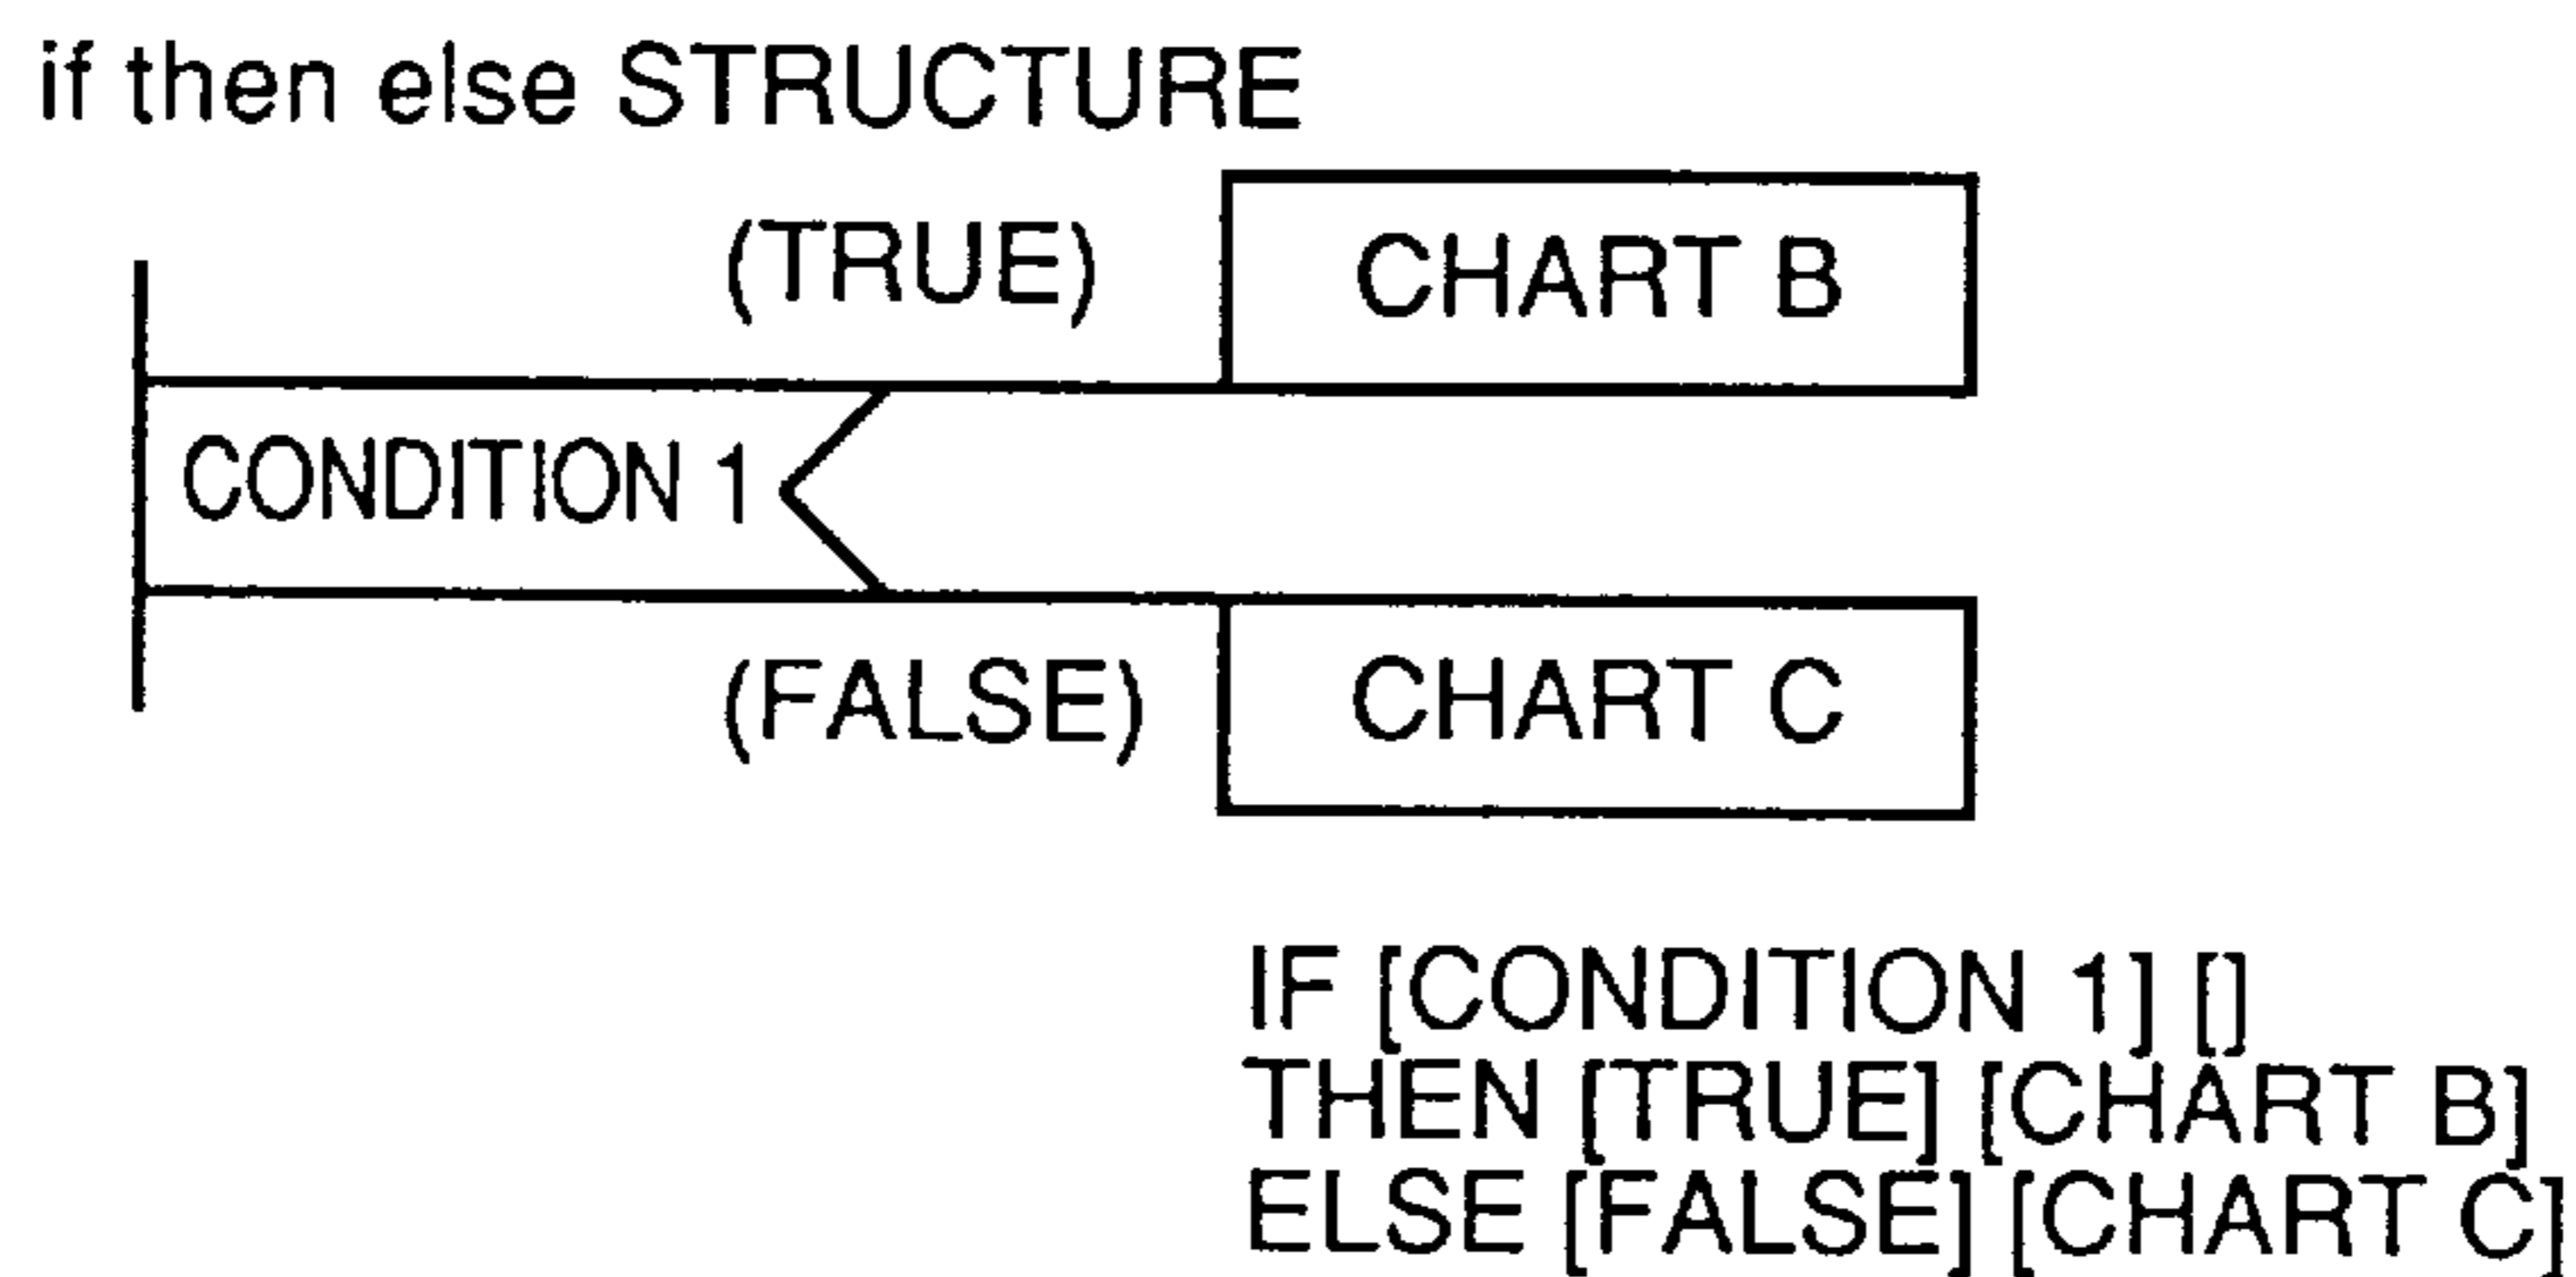 if then else STRUCTURE
(TRUE)
CHART B
CONDITION 1
(FALSE)
CHART C
IF [CONDITION 1] []
THEN [TRUE] [CHART B]
ELSE [FALSE] [CHART C]